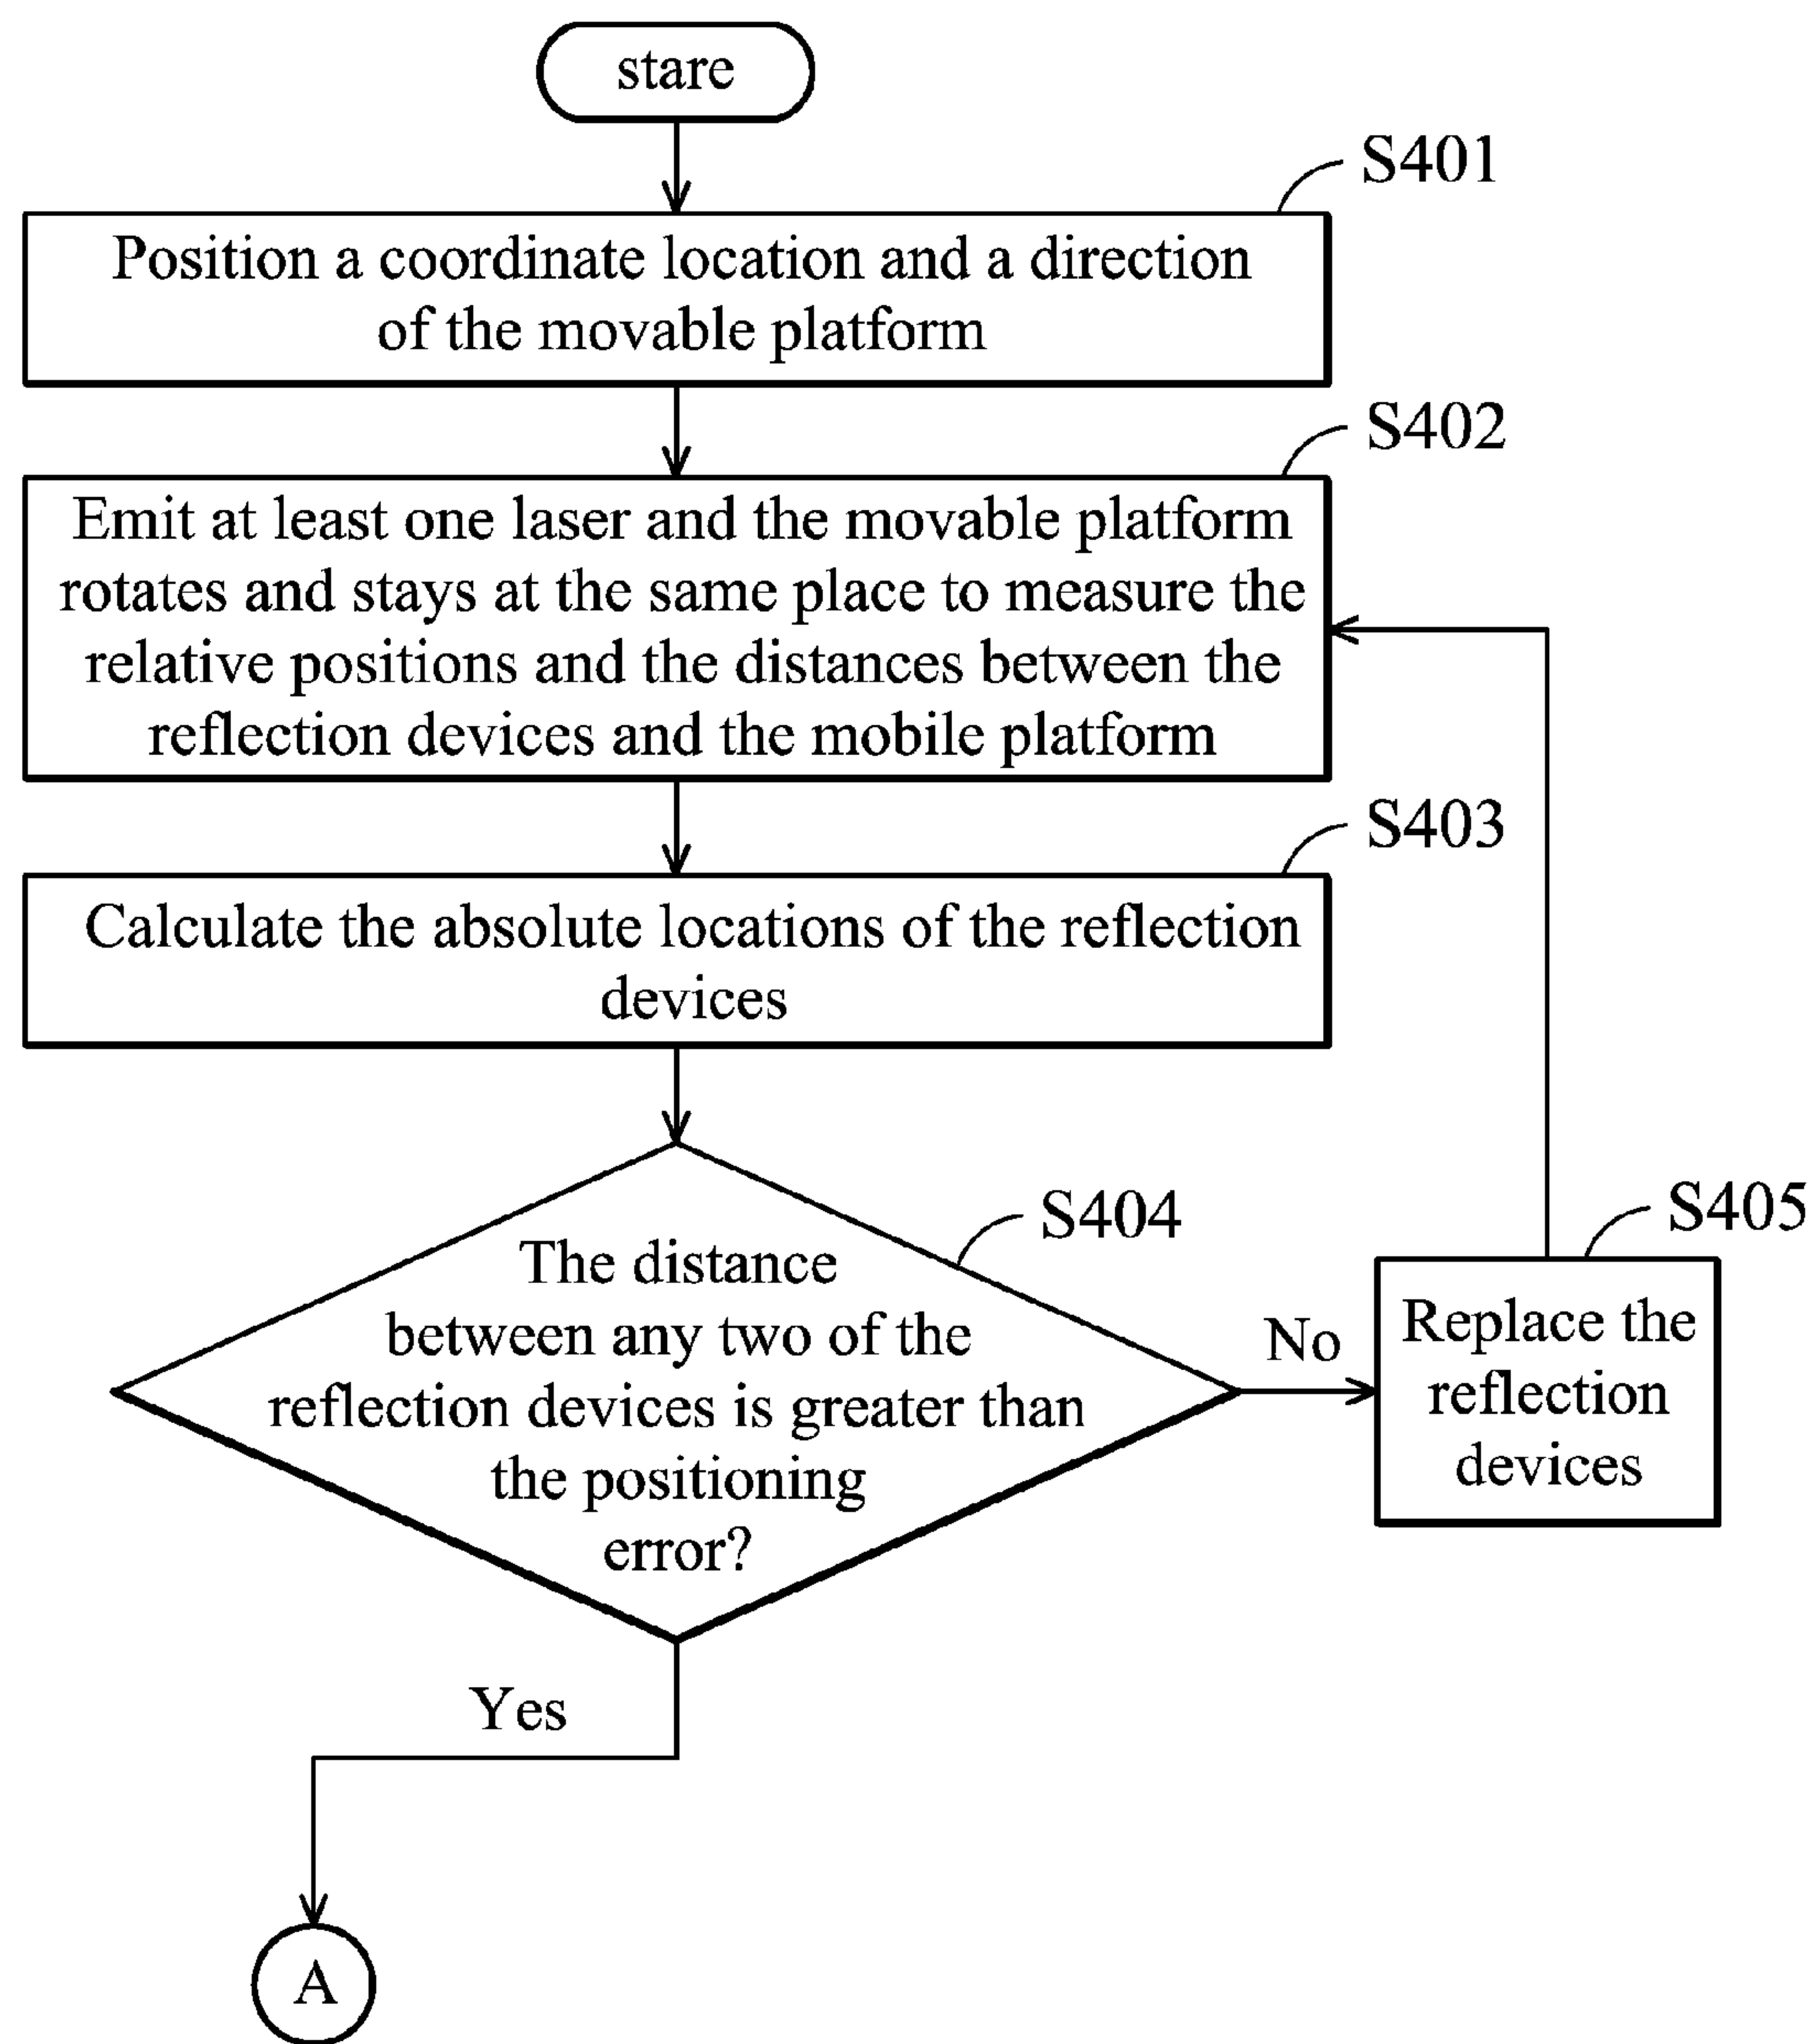 stare
S401
Position a coordinate location and a direction
of the movable platform
S402
Emit at least one laser and the movable platform
rotates and stays at the same place to measure the
relative positions and the distances between the
reflection devices and the mobile platform
S403
Calculate the absolute locations of the reflection
devices
S404
The distance
between any two of the
reflection devices is greater than
the positioning
error?
No
S405
Replace the
reflection
devices
Yes
A